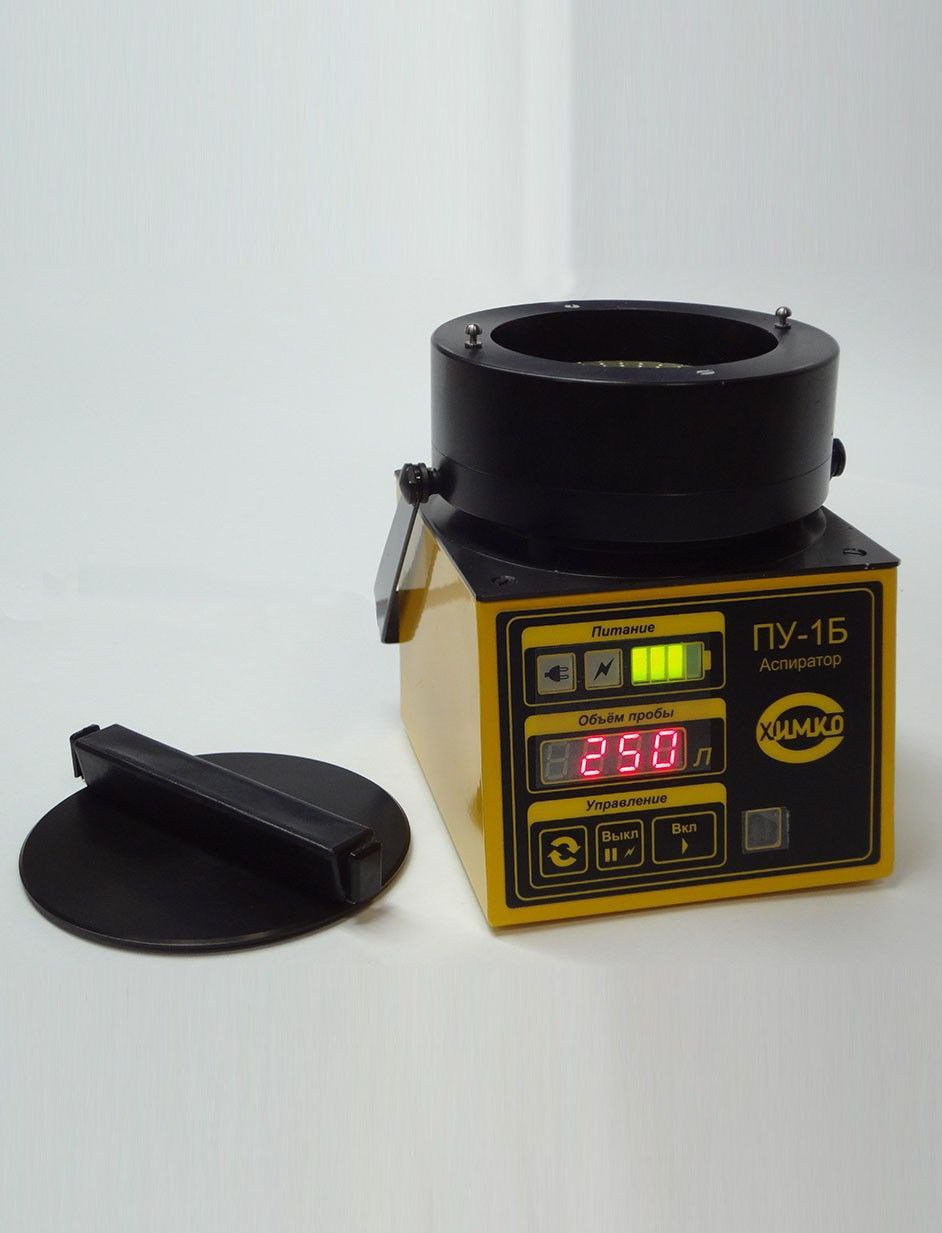 Питание
ПУ-1Б
Аспиратор
Объём пробы
250 л
ХИМКО
Управление
Выкл
Вкл